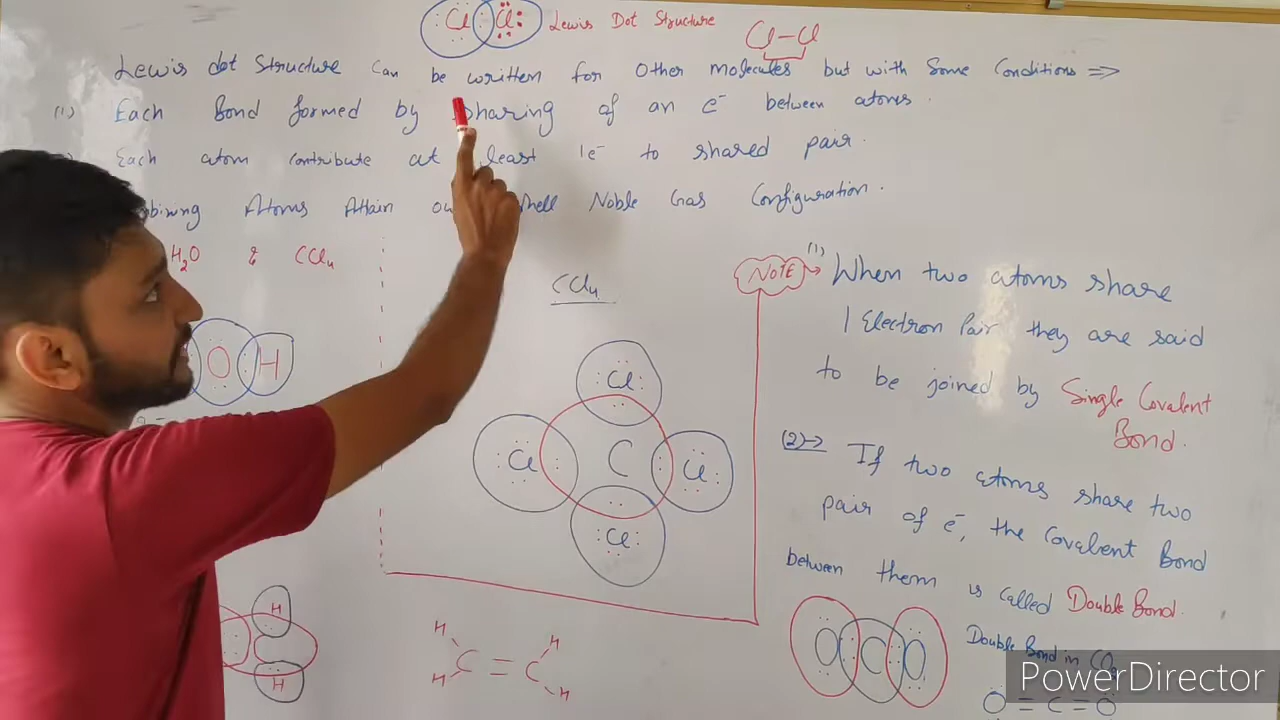 Cl Cl Lewis Dot Structure Cl-Cl
Lewis dot Structure Can be written for Other molecules but with Some Conditions ⇒
(1) Each Bond formed by sharing of an e⁻ between atoms.
Each atom Contribute at least 1e⁻ to shared pair.
Atoms Attain Noble Gas Configuration.
H₂O & CCl₄
CCl₄
NOTE → (1) When two atoms share
1 Electron Pair they are said
to be joined by Single Covalent
Bond.
(2)→ If two atoms share two
pair of e⁻, the Covalent Bond
between them is called Double Bond.
O H
Cl
Cl C Cl
Cl
H
H
H H
C = C
H H
O C O
Double Bond in
O = C = O
PowerDirector